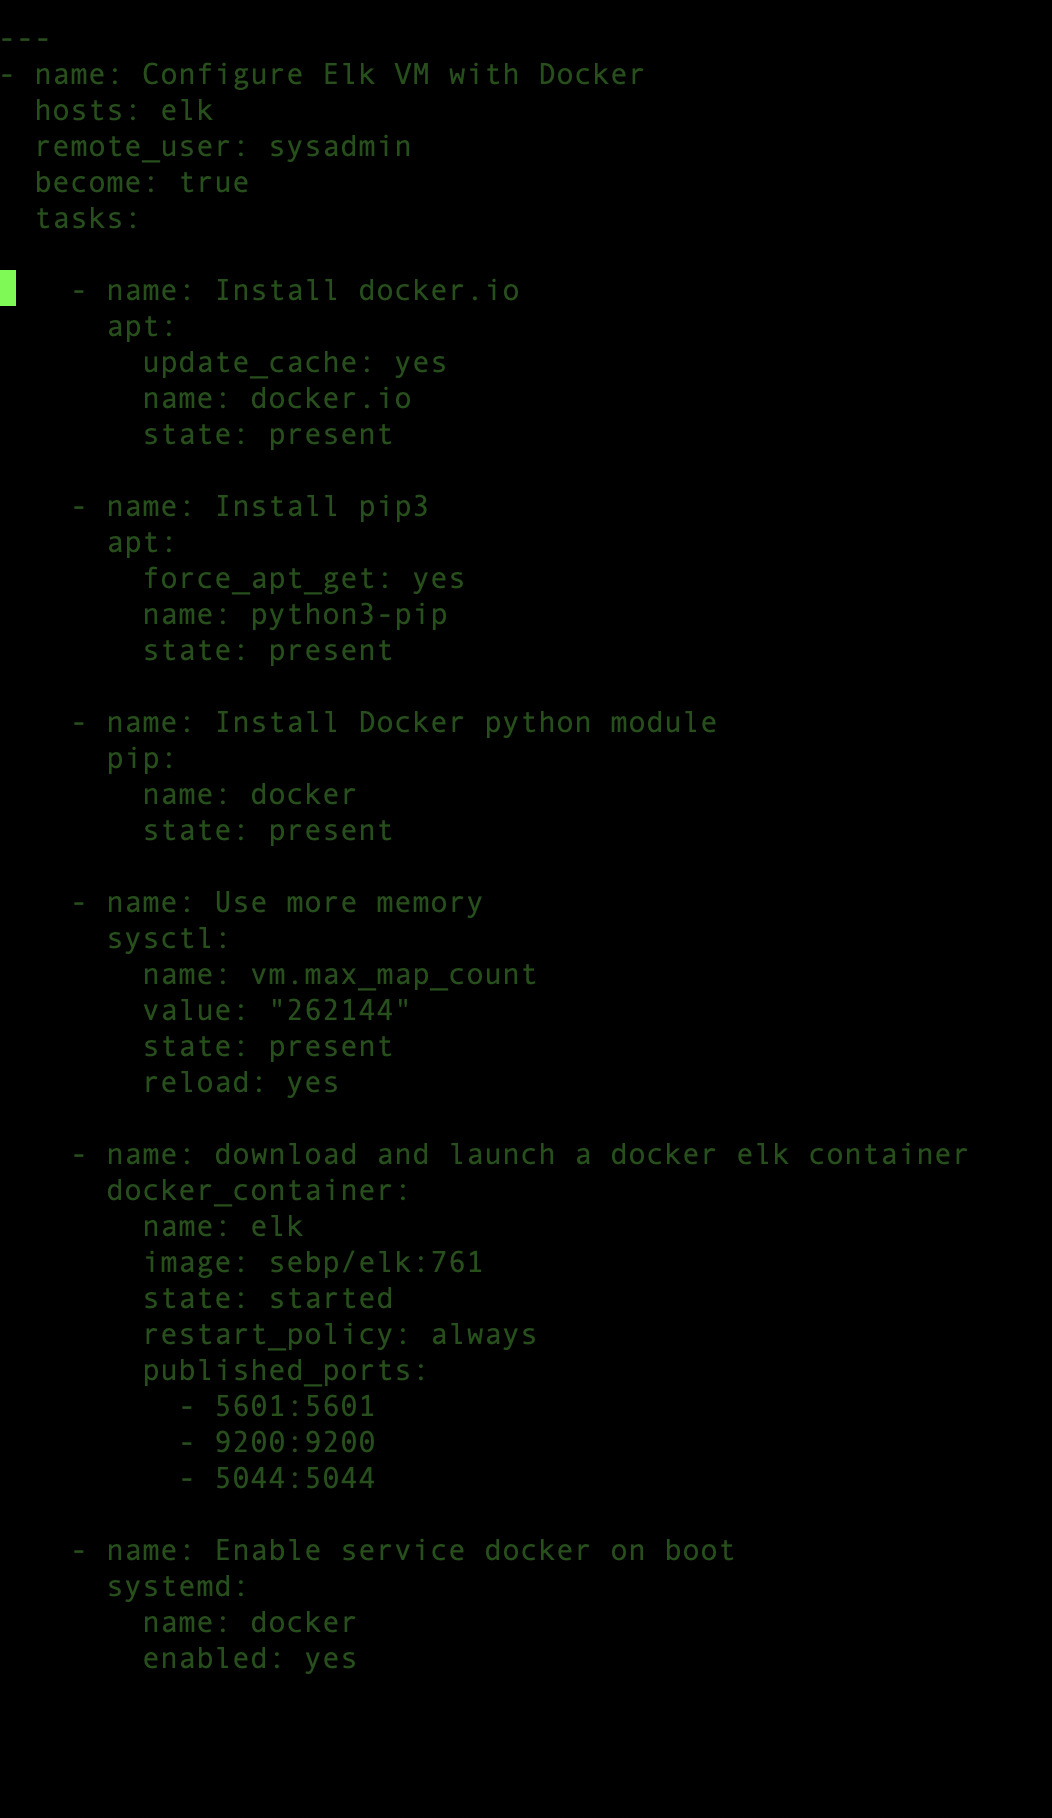 ---
- name: Configure Elk VM with Docker
  hosts: elk
  remote_user: sysadmin
  become: true
  tasks:

    - name: Install docker.io
      apt:
        update_cache: yes
        name: docker.io
        state: present

    - name: Install pip3
      apt:
        force_apt_get: yes
        name: python3-pip
        state: present

    - name: Install Docker python module
      pip:
        name: docker
        state: present

    - name: Use more memory
      sysctl:
        name: vm.max_map_count
        value: "262144"
        state: present
        reload: yes

    - name: download and launch a docker elk container
      docker_container:
        name: elk
        image: sebp/elk:761
        state: started
        restart_policy: always
        published_ports:
          - 5601:5601
          - 9200:9200
          - 5044:5044

    - name: Enable service docker on boot
      systemd:
        name: docker
        enabled: yes